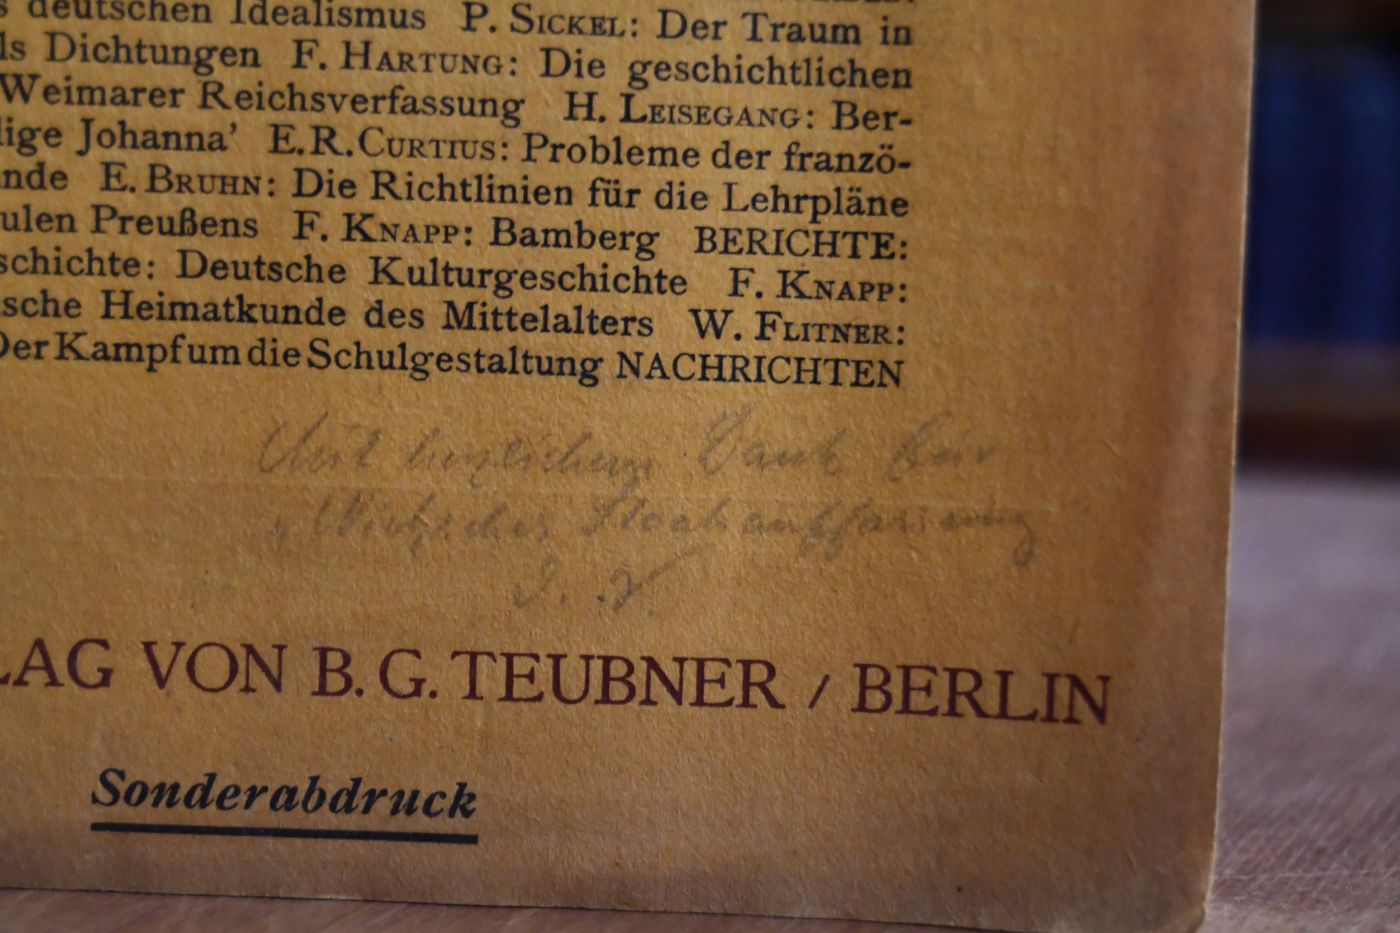 deutschen Idealismus P. SICKEL: Der Traum in
ls Dichtungen F. HARTUNG: Die geschichtlichen
Weimarer Reichsverfassung H. LEISEGANG: Ber-
lige Johanna’ E.R. CURTIUS: Probleme der franzö-
nde E. BRUHN: Die Richtlinien für die Lehrpläne
ulen Preußens F. KNAPP: Bamberg BERICHTE:
schichte: Deutsche Kulturgeschichte F. KNAPP:
sche Heimatkunde des Mittelalters W. FLITNER:
Der Kampf um die Schulgestaltung NACHRICHTEN
Mit herzlichem Dank für
Staatsauffassung"
LAG VON B. G. TEUBNER / BERLIN
Sonderabdruck